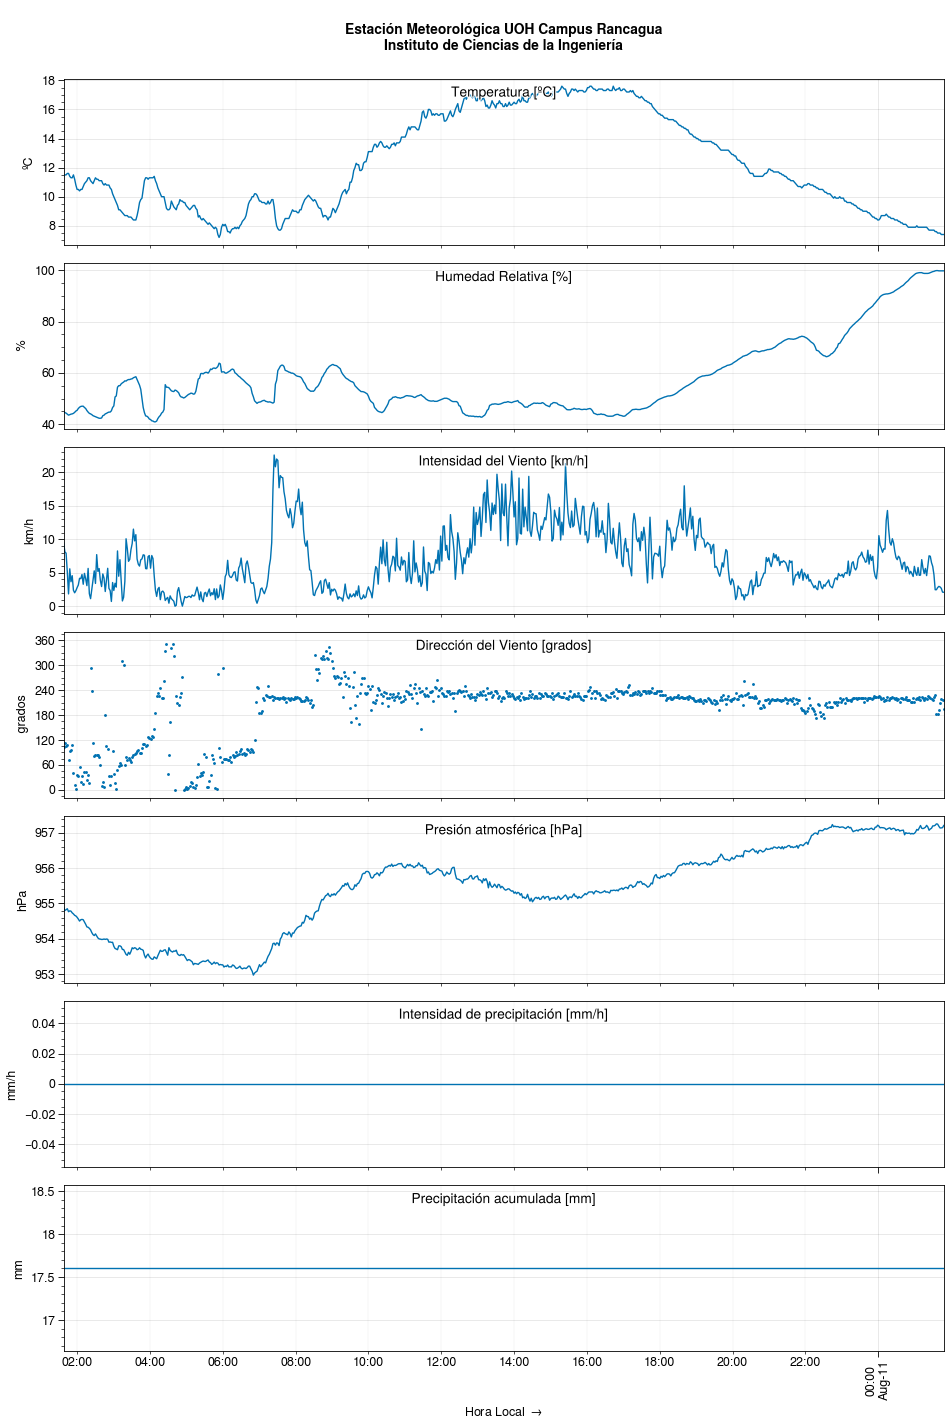 Estación Meteorológica UOH Campus Rancagua
Instituto de Ciencias de la Ingeniería
Temperatura [ºC]
18
16
14
12
10
8
ºC
Humedad Relativa [%]
100
80
60
40
%
Intensidad del Viento [km/h]
20
15
10
5
0
km/h
Dirección del Viento [grados]
360
300
240
180
120
60
0
grados
Presión atmosférica [hPa]
957
956
955
954
953
hPa
Intensidad de precipitación [mm/h]
0.04
0.02
0
−0.02
−0.04
mm/h
Precipitación acumulada [mm]
18.5
18
17.5
17
mm
02:00 04:00 06:00 08:00 10:00 12:00 14:00 16:00 18:00 20:00 22:00 00:00
Aug-11
Hora Local →